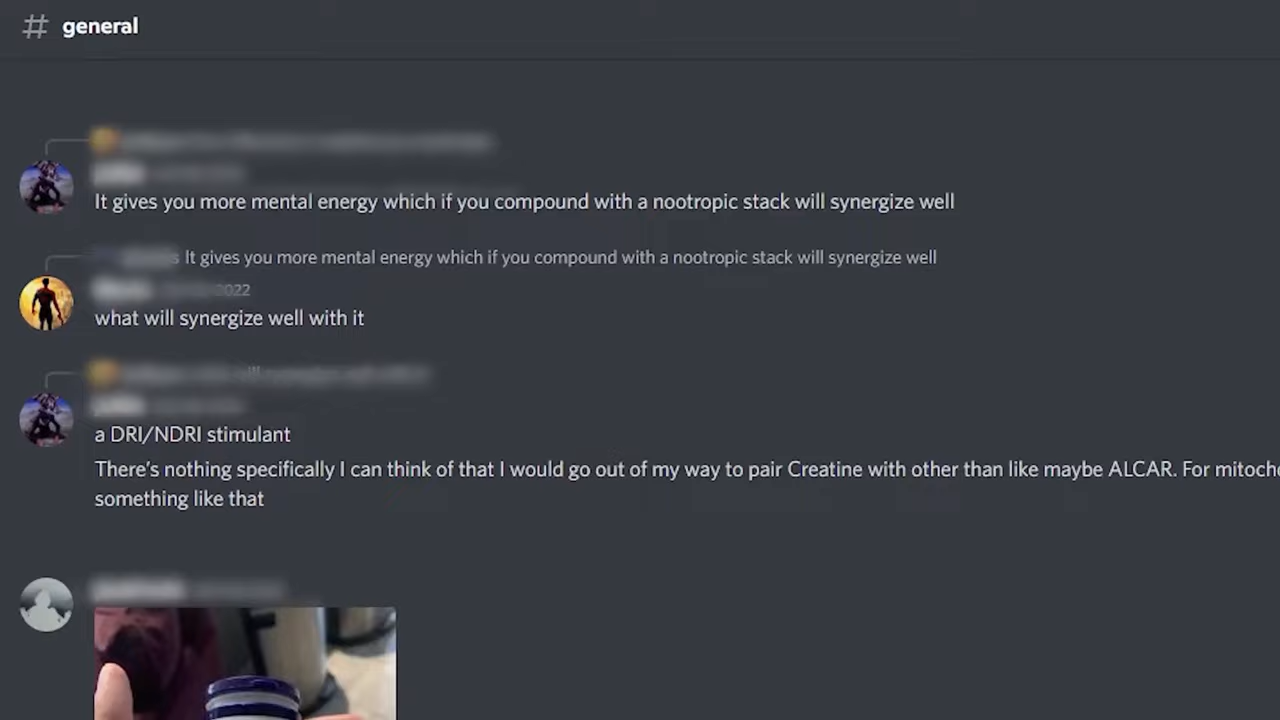 # general
It gives you more mental energy which if you compound with a nootropic stack will synergize well
It gives you more mental energy which if you compound with a nootropic stack will synergize well
2022
what will synergize well with it
a DRI/NDRI stimulant
There's nothing specifically I can think of that I would go out of my way to pair Creatine with other than like maybe ALCAR. For
something like that